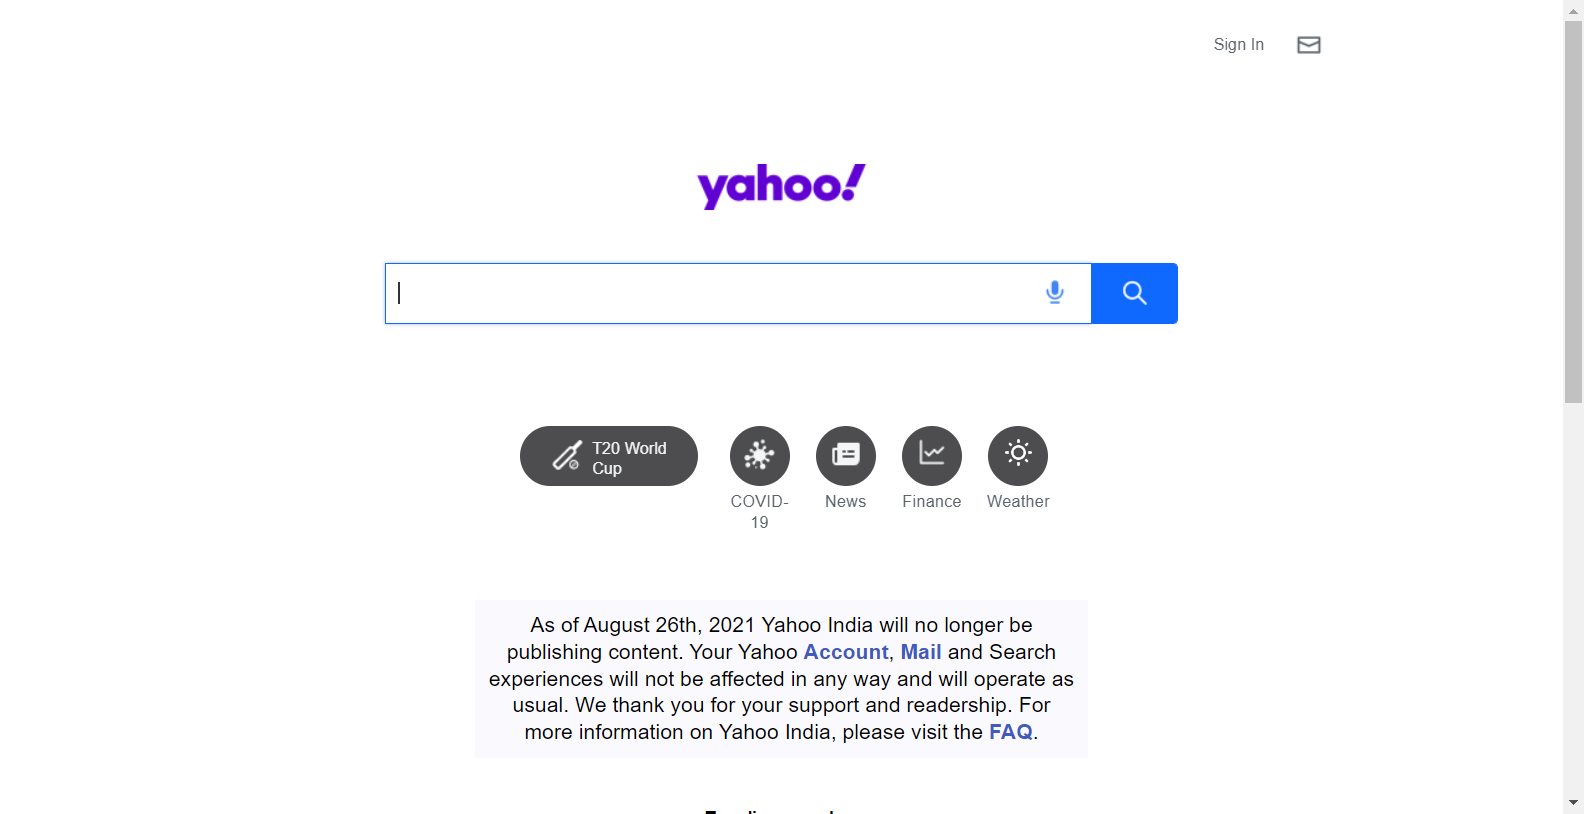 Sign In
yahoo!
T20 World
Cup
COVID-
19
News
Finance
Weather
As of August 26th, 2021 Yahoo India will no longer be
publishing content. Your Yahoo Account, Mail and Search
experiences will not be affected in any way and will operate as
usual. We thank you for your support and readership. For
more information on Yahoo India, please visit the FAQ.